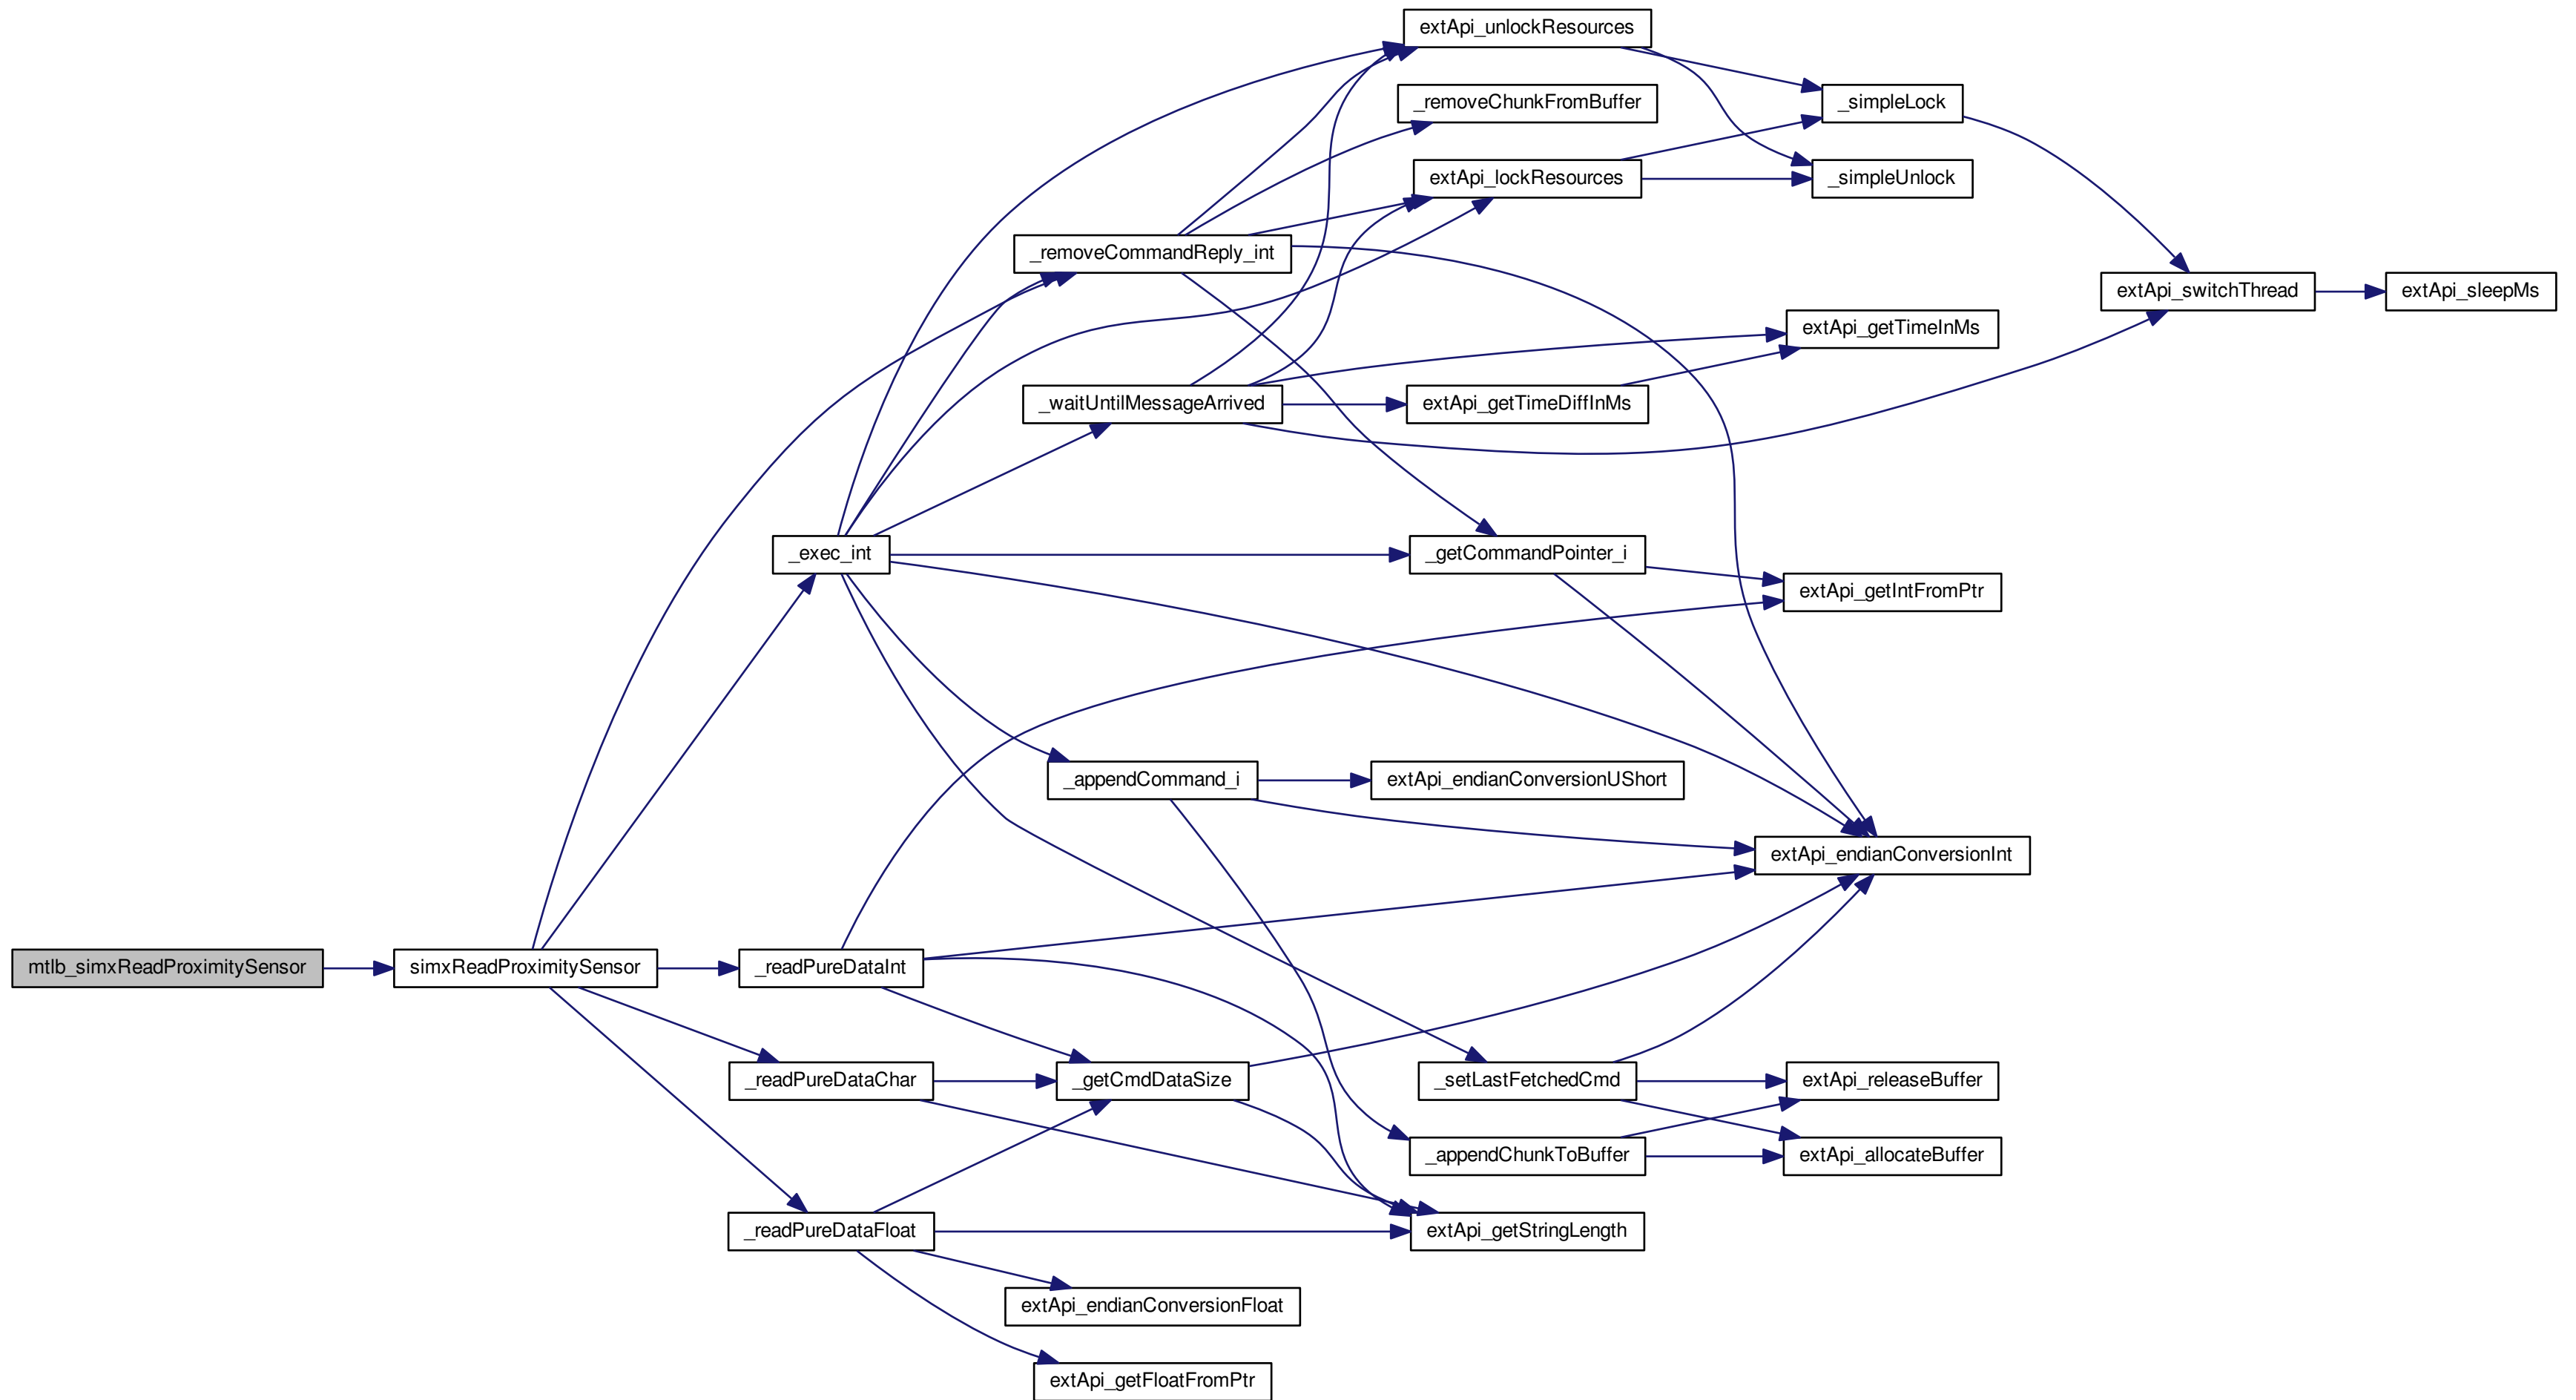 extApi_unlockResources
_removeChunkFromBuffer
_simpleLock
extApi_lockResources
_simpleUnlock
_removeCommandReply_int
extApi_switchThread
extApi_sleepMs
extApi_getTimeInMs
_waitUntilMessageArrived
extApi_getTimeDiffInMs
_exec_int
_getCommandPointer_i
extApi_getIntFromPtr
_appendCommand_i
extApi_endianConversionUShort
extApi_endianConversionInt
mtlb_simxReadProximitySensor
simxReadProximitySensor
_readPureDataInt
_readPureDataChar
_getCmdDataSize
_setLastFetchedCmd
extApi_releaseBuffer
_appendChunkToBuffer
extApi_allocateBuffer
_readPureDataFloat
extApi_getStringLength
extApi_endianConversionFloat
extApi_getFloatFromPtr